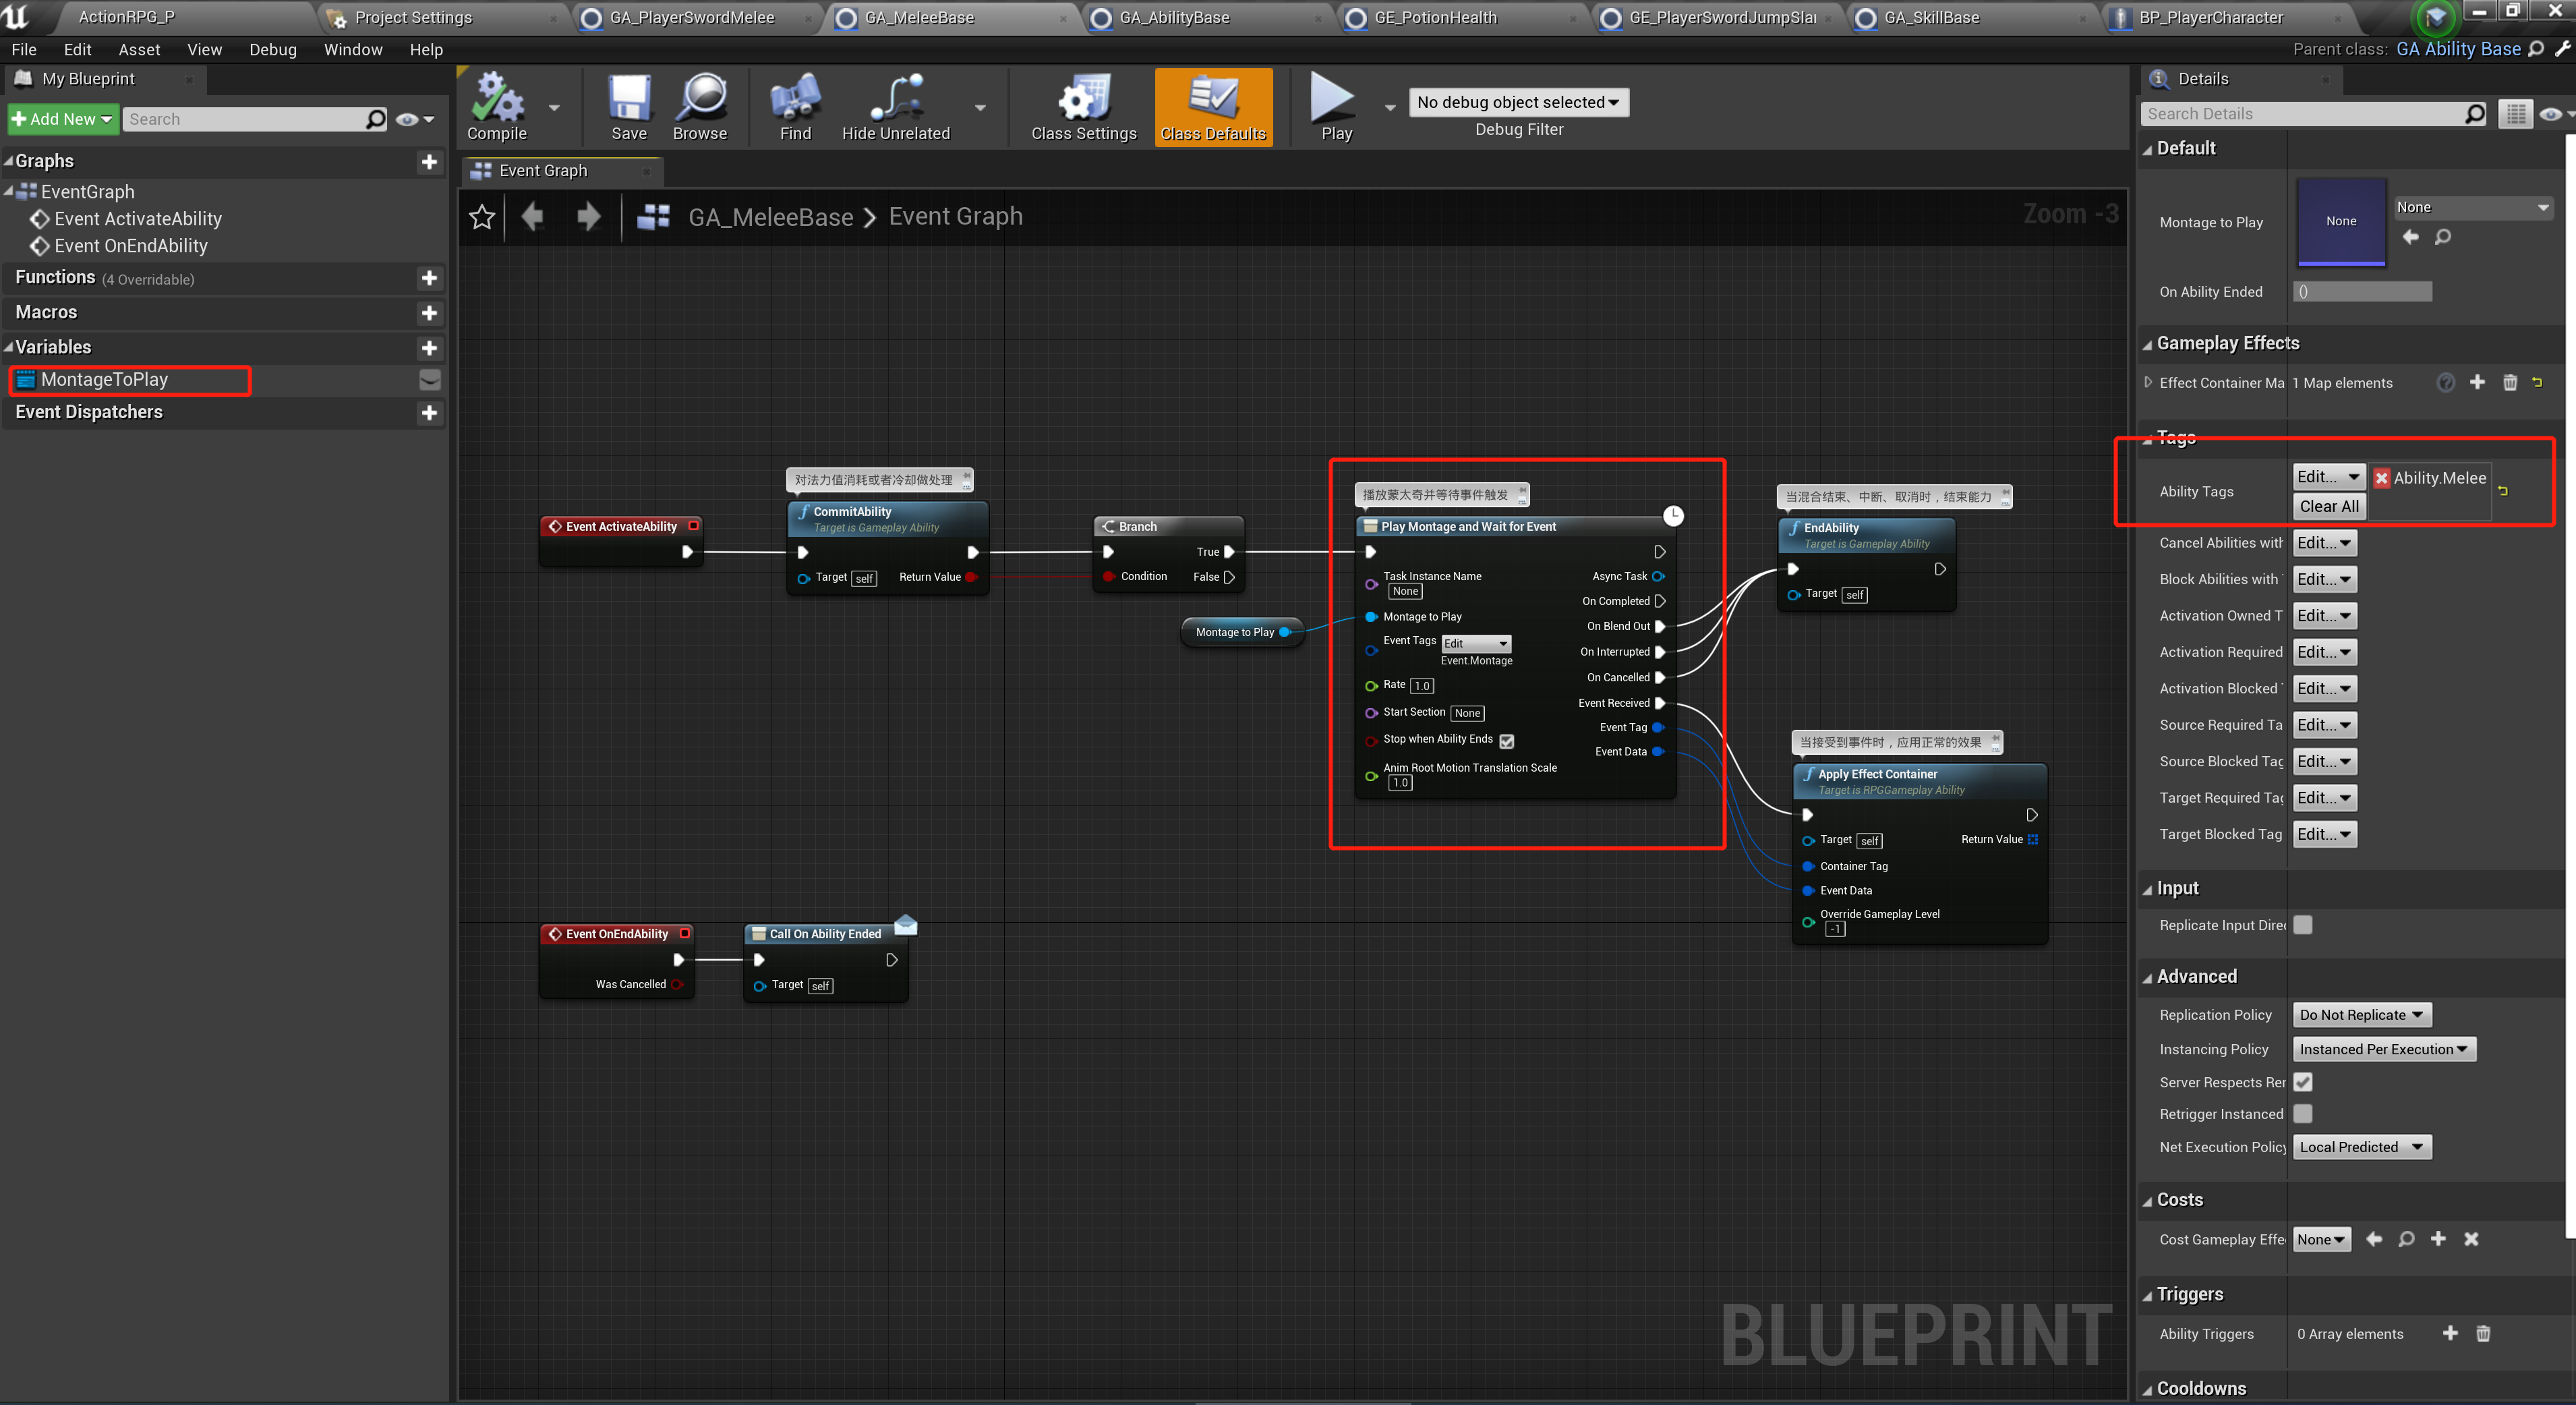 ActionRPG_P
Project Settings
GA_PlayerSwordMelee
GA_MeleeBase
GA_AbilityBase
GE_PotionHealth
GE_PlayerSwordJumpSla
GA_SkillBase
BP_PlayerCharacter
File Edit Asset View Debug Window Help
Parent class: GA Ability Base
My Blueprint
Add New
Search
Graphs
EventGraph
Event ActivateAbility
Event OnEndAbility
Functions (4 Overridable)
Macros
Variables
MontageToPlay
Event Dispatchers
Compile
Save
Browse
Find
Hide Unrelated
Class Settings
Class Defaults
Play
No debug object selected
Debug Filter
Event Graph
GA_MeleeBase > Event Graph
Zoom -3
对法力值消耗或者冷却做处理
Event ActivateAbility
CommitAbility
Target is Gameplay Ability
Target self
Return Value
Branch
Condition
True
False
Montage to Play
播放蒙太奇并等待事件触发
Play Montage and Wait for Event
Task Instance Name
None
Montage to Play
Event Tags Edit
Event.Montage
Rate 1.0
Start Section None
Stop when Ability Ends
Anim Root Motion Translation Scale
1.0
Async Task
On Completed
On Blend Out
On Interrupted
On Cancelled
Event Received
Event Tag
Event Data
当混合结束、中断、取消时，结束能力
EndAbility
Target is Gameplay Ability
Target self
当接受到事件时，应用正常的效果
Apply Effect Container
Target is RPGGameplay Ability
Target self
Return Value
Container Tag
Event Data
Override Gameplay Level
-1
Event OnEndAbility
Was Cancelled
Call On Ability Ended
Target self
BLUEPRINT
Details
Search Details
Default
Montage to Play
None
None
On Ability Ended
()
Gameplay Effects
Effect Container Ma
1 Map elements
Tags
Ability Tags
Edit...
Ability.Melee
Clear All
Cancel Abilities with Edit...
Block Abilities with Edit...
Activation Owned T Edit...
Activation Required Edit...
Activation Blocked Edit...
Source Required Ta Edit...
Source Blocked Tag Edit...
Target Required Tag Edit...
Target Blocked Tag Edit...
Input
Replicate Input Dire
Advanced
Replication Policy Do Not Replicate
Instancing Policy Instanced Per Execution
Server Respects Rem
Retrigger Instanced
Net Execution Policy Local Predicted
Costs
Cost Gameplay Effe None
Triggers
Ability Triggers 0 Array elements
Cooldowns